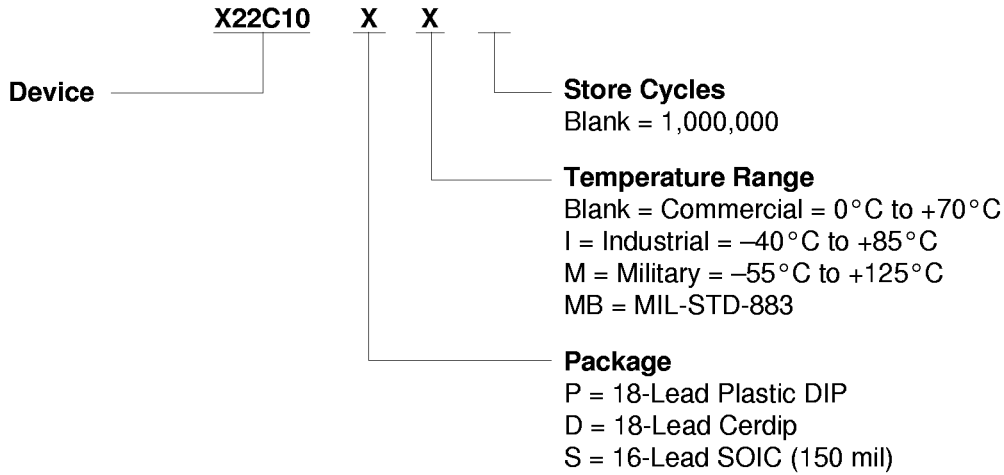 X22C10 X X
Device
Store Cycles
Blank = 1,000,000
Temperature Range
Blank = Commercial = 0°C to +70°C
I = Industrial = –40°C to +85°C
M = Military = –55°C to +125°C
MB = MIL-STD-883
Package
P = 18-Lead Plastic DIP
D = 18-Lead Cerdip
S = 16-Lead SOIC (150 mil)